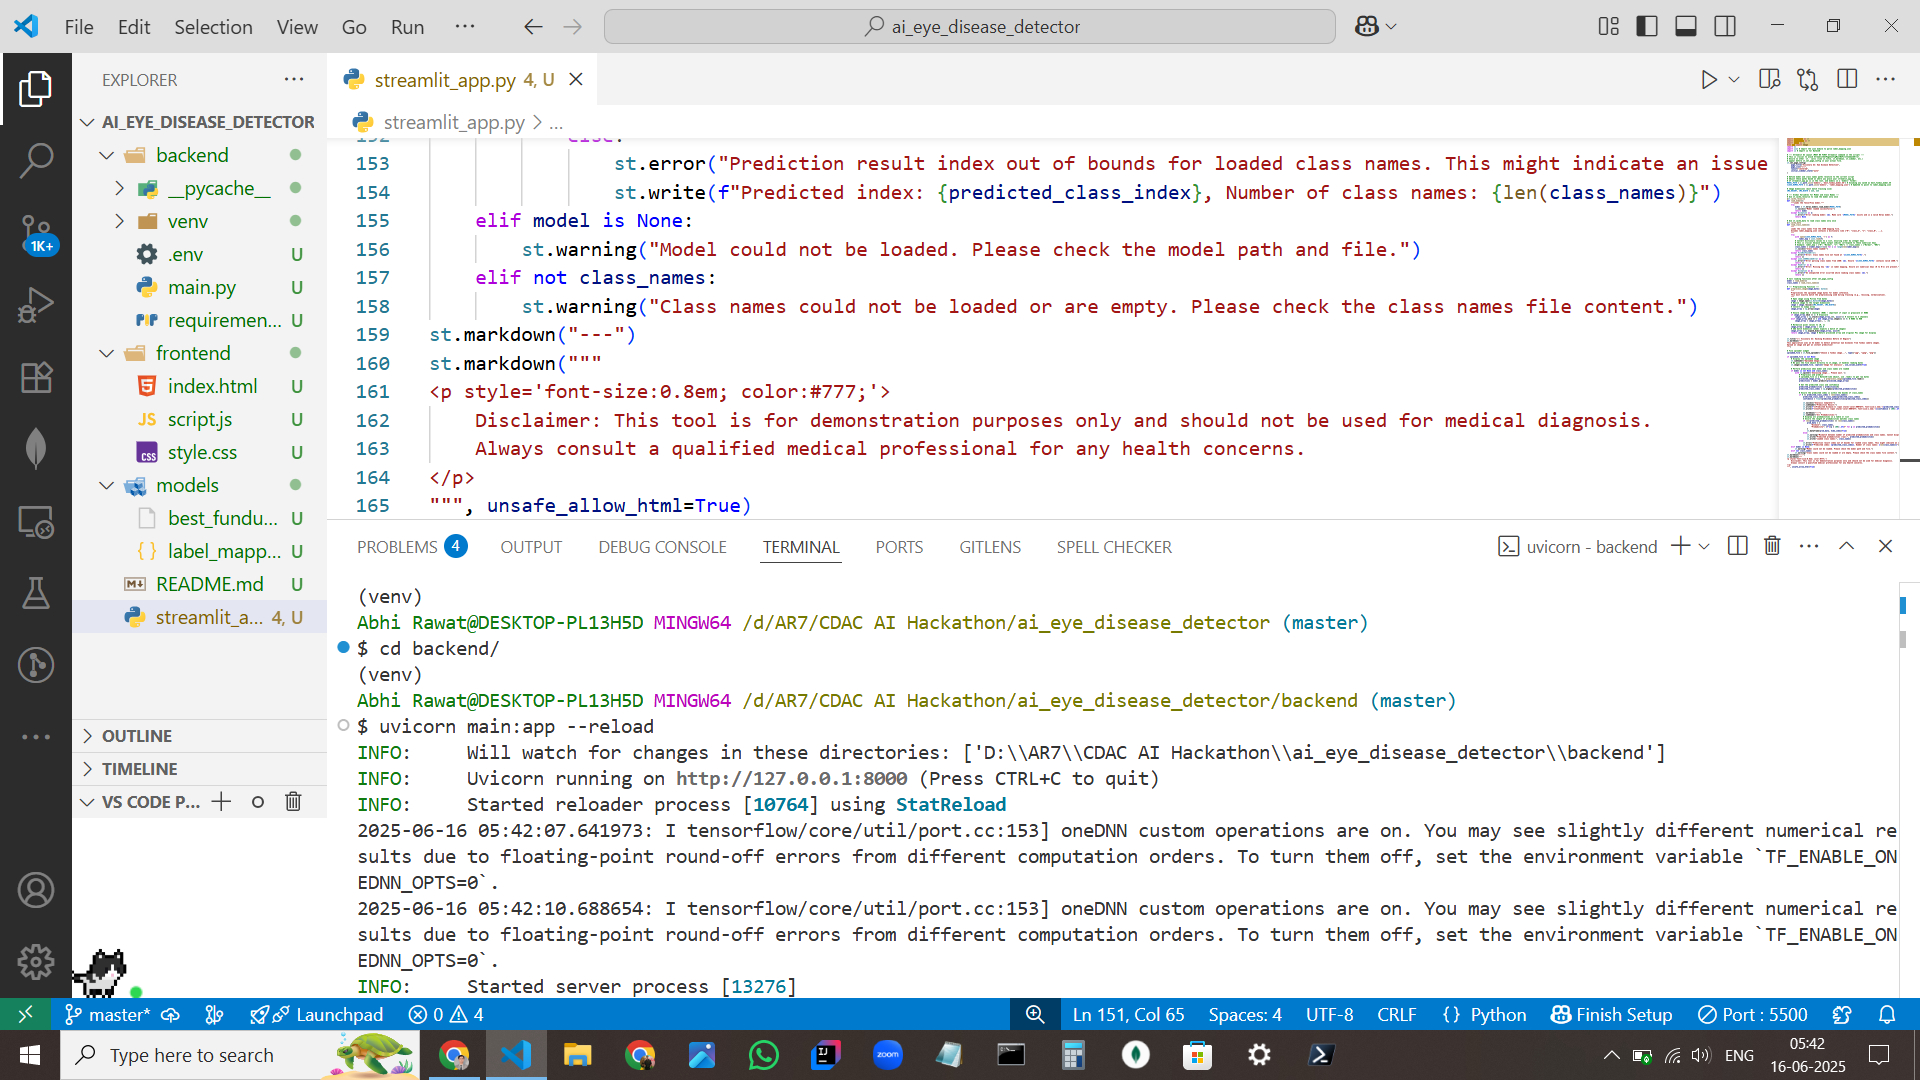 File Edit Selection View Go Run ... ai_eye_disease_detector
EXPLORER
streamlit_app.py 4, U
AI_EYE_DISEASE_DETECTOR
backend
__pycache__
venv
.env U
main.py U
requiremen... U
frontend
index.html U
JS script.js U
css style.css U
models
best_fundu... U
{ } label_mapp... U
README.md U
streamlit_a... 4, U
OUTLINE
TIMELINE
VS CODE P...
1K+
streamlit_app.py > ...
152 else:
153 st.error("Prediction result index out of bounds for loaded class names. This might indicate an issue
154 st.write(f"Predicted index: {predicted_class_index}, Number of class names: {len(class_names)}")
155 elif model is None:
156 st.warning("Model could not be loaded. Please check the model path and file.")
157 elif not class_names:
158 st.warning("Class names could not be loaded or are empty. Please check the class names file content.")
159 st.markdown("---")
160 st.markdown("""
161 <p style='font-size:0.8em; color:#777;'>
162 Disclaimer: This tool is for demonstration purposes only and should not be used for medical diagnosis.
163 Always consult a qualified medical professional for any health concerns.
164 </p>
165 """, unsafe_allow_html=True)
PROBLEMS 4 OUTPUT DEBUG CONSOLE TERMINAL PORTS GITLENS SPELL CHECKER uvicorn - backend
(venv)
Abhi Rawat@DESKTOP-PL13H5D MINGW64 /d/AR7/CDAC AI Hackathon/ai_eye_disease_detector (master)
$ cd backend/
(venv)
Abhi Rawat@DESKTOP-PL13H5D MINGW64 /d/AR7/CDAC AI Hackathon/ai_eye_disease_detector/backend (master)
$ uvicorn main:app --reload
INFO: Will watch for changes in these directories: ['D:\\AR7\\CDAC AI Hackathon\\ai_eye_disease_detector\\backend']
INFO: Uvicorn running on http://127.0.0.1:8000 (Press CTRL+C to quit)
INFO: Started reloader process [10764] using StatReload
2025-06-16 05:42:07.641973: I tensorflow/core/util/port.cc:153] oneDNN custom operations are on. You may see slightly different numerical re
sults due to floating-point round-off errors from different computation orders. To turn them off, set the environment variable `TF_ENABLE_ON
EDNN_OPTS=0`.
2025-06-16 05:42:10.688654: I tensorflow/core/util/port.cc:153] oneDNN custom operations are on. You may see slightly different numerical re
sults due to floating-point round-off errors from different computation orders. To turn them off, set the environment variable `TF_ENABLE_ON
EDNN_OPTS=0`.
INFO: Started server process [13276]
master* Launchpad 0 4 Ln 151, Col 65 Spaces: 4 UTF-8 CRLF { } Python Finish Setup Port : 5500
Type here to search zoom ENG 05:42
16-06-2025